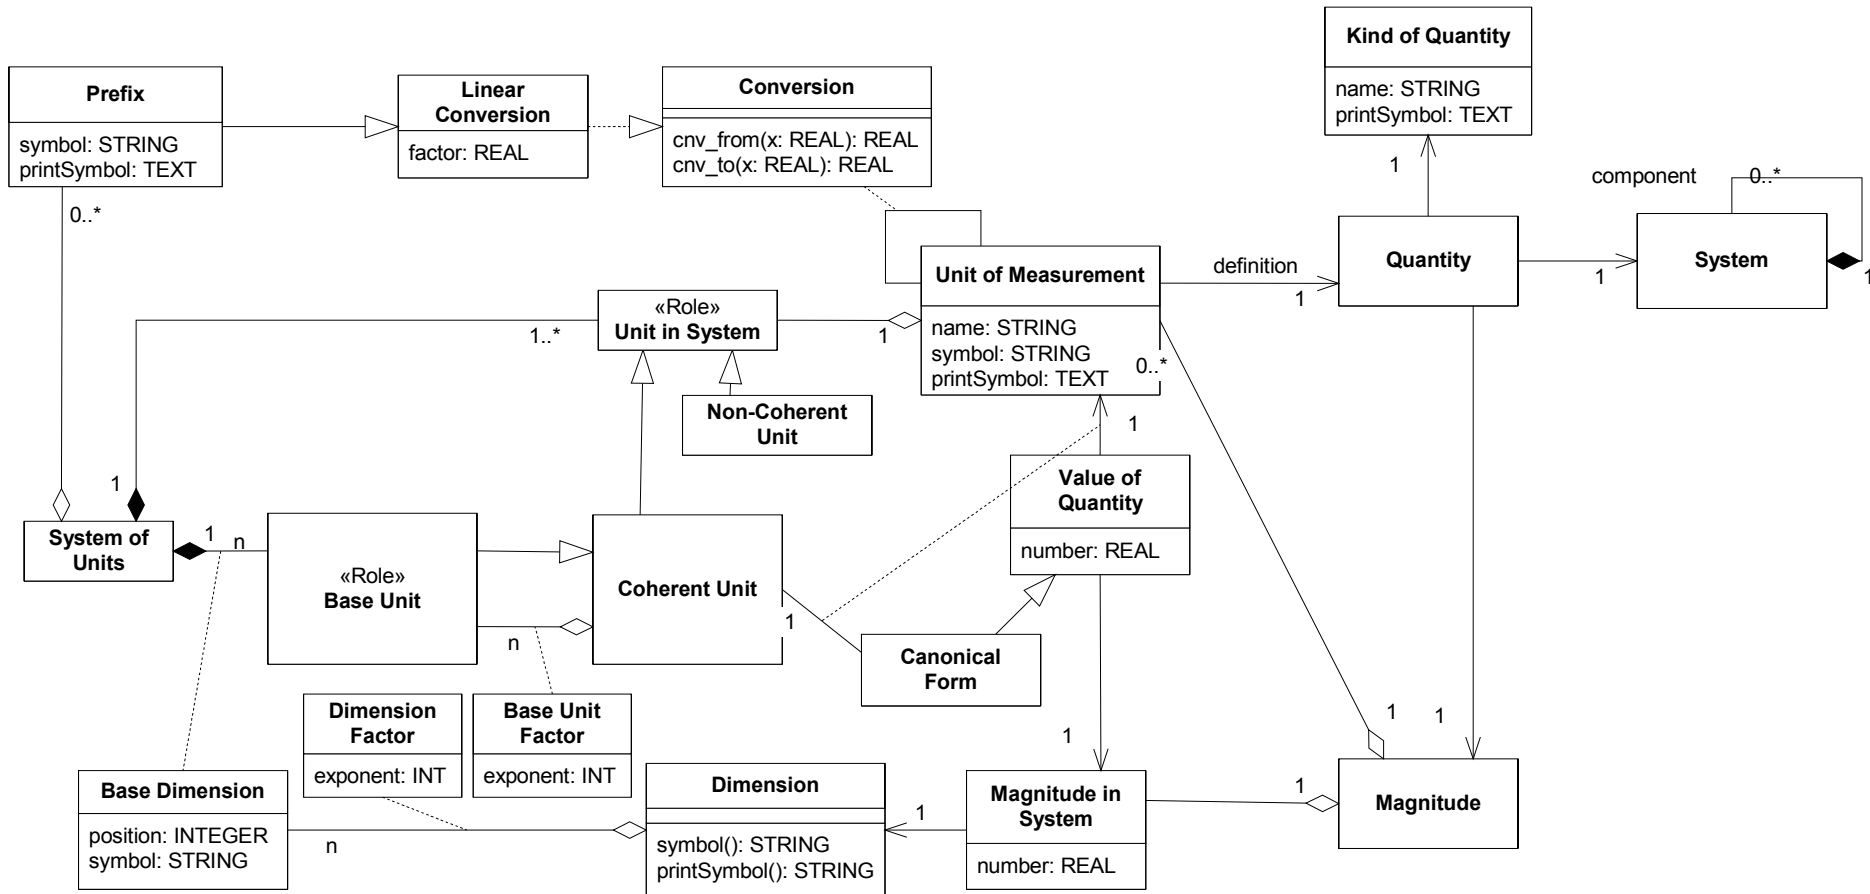 Kind of Quantity
name: STRING
printSymbol: TEXT
Prefix
symbol: STRING
printSymbol: TEXT
Linear
Conversion
factor: REAL
Conversion
cnv_from(x: REAL): REAL
cnv_to(x: REAL): REAL
1
component
0..*
0..*
Quantity
System
1
1
Unit of Measurement
name: STRING
symbol: STRING
printSymbol: TEXT
definition
1
0..*
«Role»
Unit in System
1..*
1
Non-Coherent
Unit
1
Value of
Quantity
number: REAL
1
System of
Units
1
n
«Role»
Base Unit
Coherent Unit
n
1
Canonical
Form
Dimension
Factor
exponent: INT
Base Unit
Factor
exponent: INT
1
1
1
Base Dimension
position: INTEGER
symbol: STRING
n
Dimension
symbol(): STRING
printSymbol(): STRING
1
Magnitude in
System
number: REAL
1
Magnitude